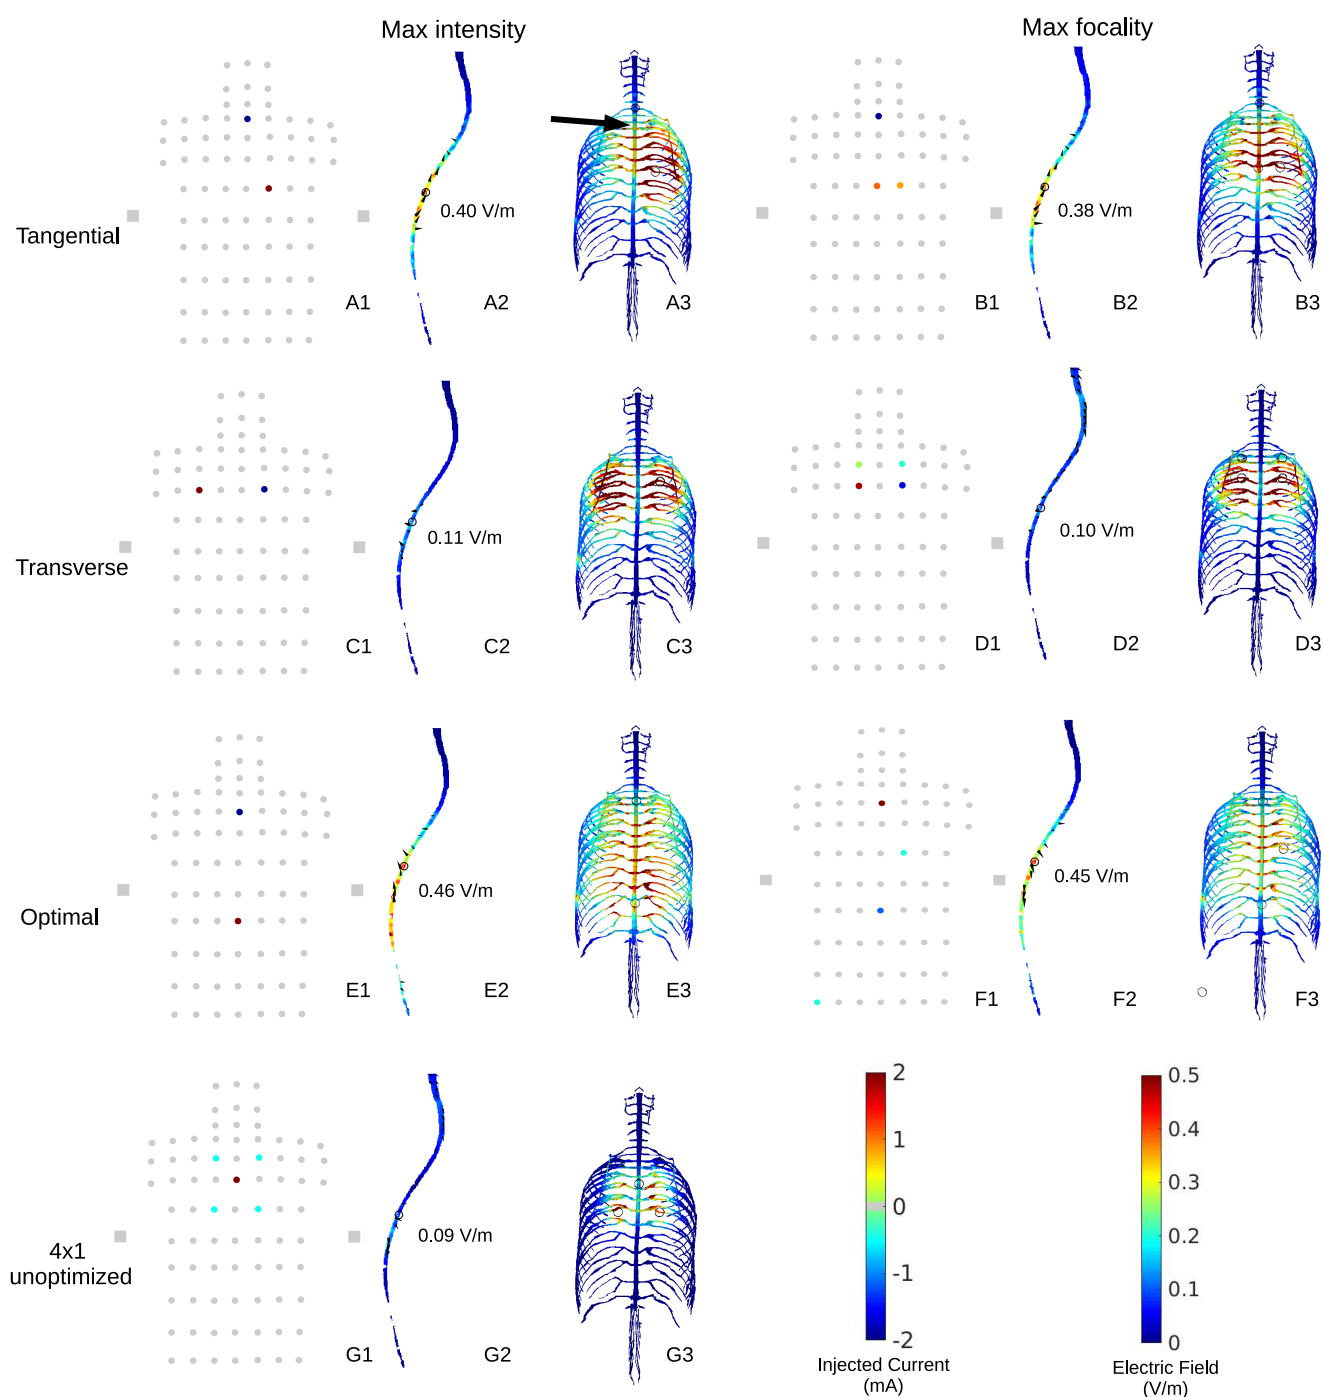 Max intensity
Max focality
Tangential
0.40 V/m
0.38 V/m
A1
A2
A3
B1
B2
B3
Transverse
0.11 V/m
0.10 V/m
C1
C2
C3
D1
D2
D3
Optimal
0.46 V/m
0.45 V/m
E1
E2
E3
F1
F2
F3
4x1
unoptimized
0.09 V/m
G1
G2
G3
2
1
0
-1
-2
Injected Current
(mA)
0.5
0.4
0.3
0.2
0.1
0
Electric Field
(V/m)